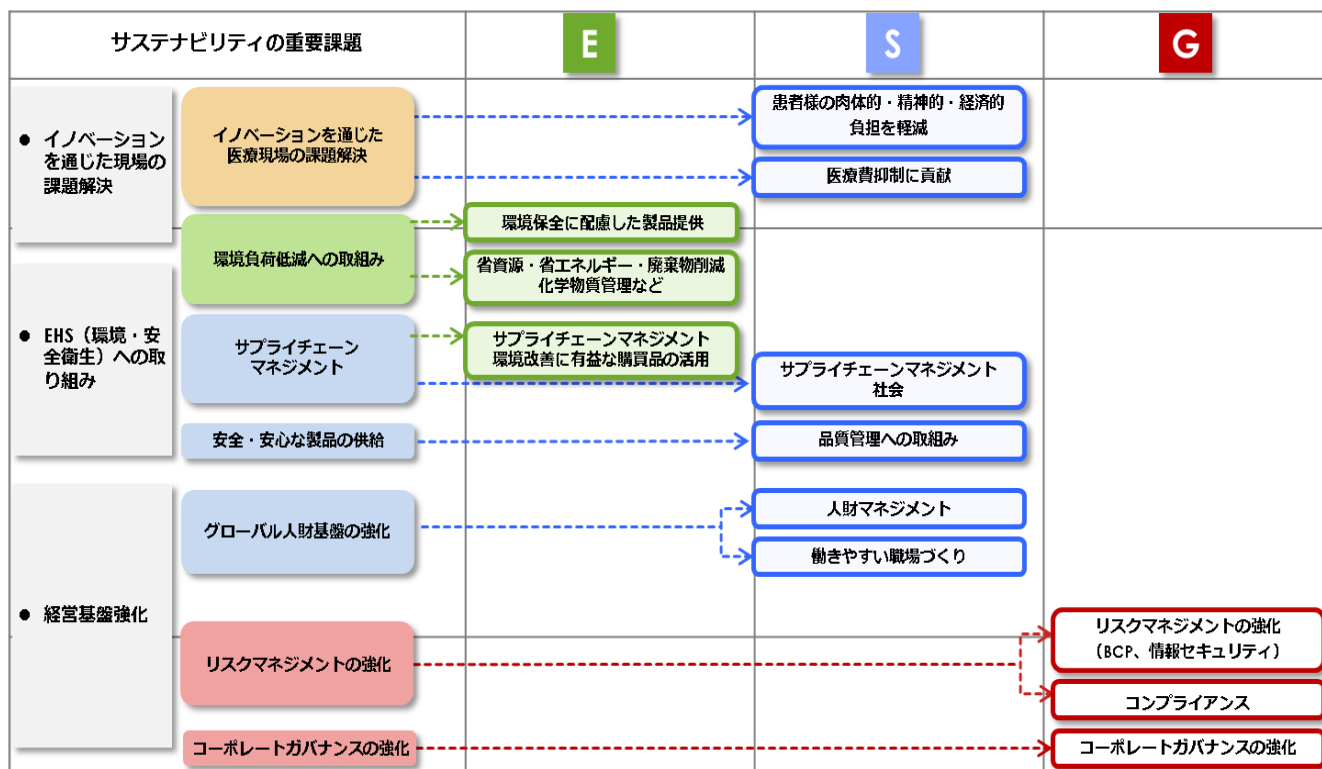 サステナビリティの重要課題
E
S
G
● イノベーション
を通じた現場の
課題解決
イノベーションを通じた
医療現場の課題解決
患者様の肉体的・精神的・経済的
負担を軽減
医療費抑制に貢献
環境負荷低減への取組み
環境保全に配慮した製品提供
省資源・省エネルギー・廃棄物削減
化学物質管理など
● EHS（環境・安
全衛生）への取
り組み
サプライチェーン
マネジメント
サプライチェーンマネジメント
環境改善に有益な購買品の活用
サプライチェーンマネジメント
社会
安全・安心な製品の供給
品質管理への取組み
● 経営基盤強化
グローバル人財基盤の強化
人財マネジメント
働きやすい職場づくり
リスクマネジメントの強化
リスクマネジメントの強化
（BCP、情報セキュリティ）
コンプライアンス
コーポレートガバナンスの強化
コーポレートガバナンスの強化